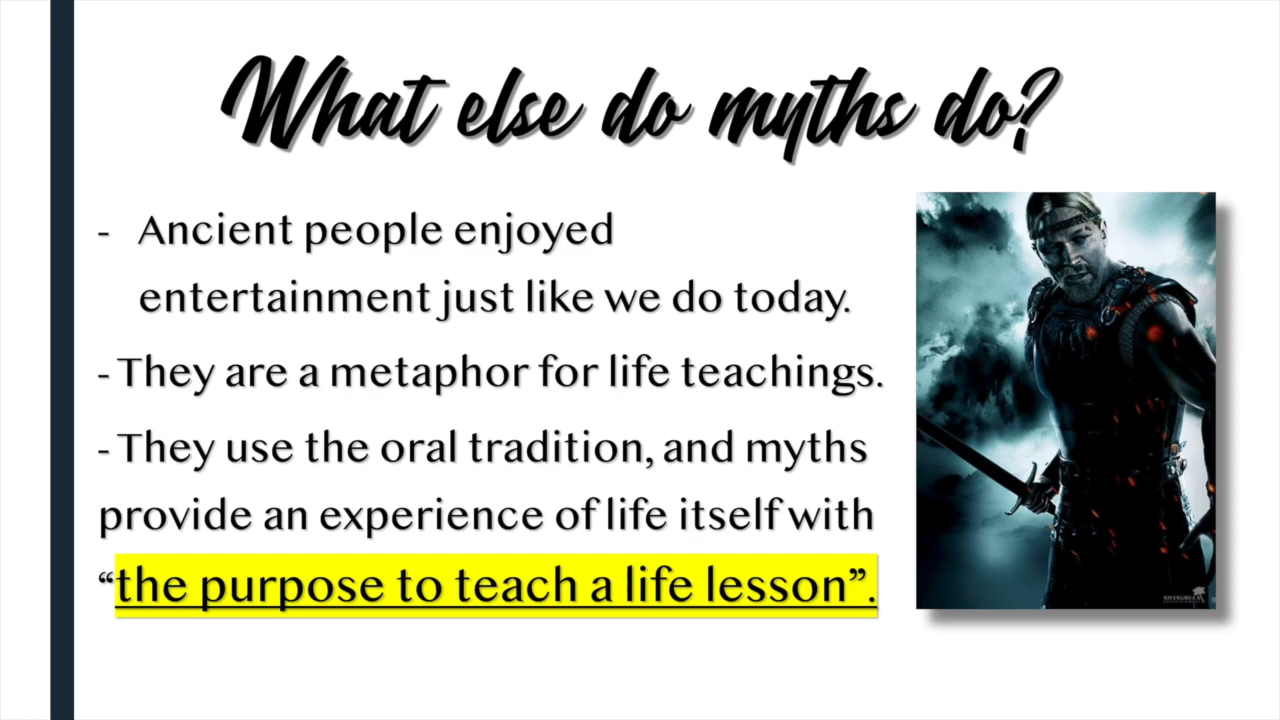 What else do myths do?
- Ancient people enjoyed
entertainment just like we do today.
- They are a metaphor for life teachings.
- They use the oral tradition, and myths
provide an experience of life itself with
“the purpose to teach a life lesson”.